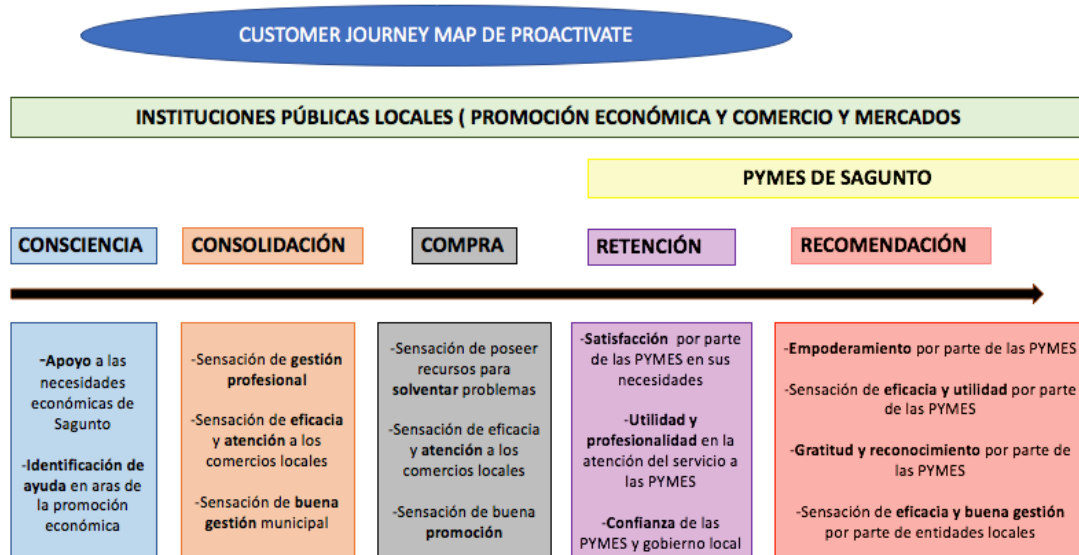 CUSTOMER JOURNEY MAP DE PROACTIVATE
INSTITUCIONES PÚBLICAS LOCALES ( PROMOCIÓN ECONÓMICA Y COMERCIO Y MERCADOS
PYMES DE SAGUNTO
CONSCIENCIA
CONSOLIDACIÓN
COMPRA
RETENCIÓN
RECOMENDACIÓN
-Apoyo a las
necesidades
económicas de
Sagunto
-Identificación de
ayuda en aras de
la promoción
económica
-Sensación de gestión
profesional
-Sensación de eficacia
y atención a los
comercios locales
-Sensación de buena
gestión municipal
-Sensación de poseer
recursos para
solventar problemas
-Sensación de eficacia
y atención a los
comercios locales
-Sensación de buena
promoción
-Satisfacción por parte
de las PYMES en sus
necesidades
-Utilidad y
profesionalidad en la
atención del servicio a
las PYMES
-Confianza de las
PYMES y gobierno local
-Empoderamiento por parte de las PYMES
-Sensación de eficacia y utilidad por parte
de las PYMES
-Gratitud y reconocimiento por parte de
las PYMES
-Sensación de eficacia y buena gestión
por parte de entidades locales